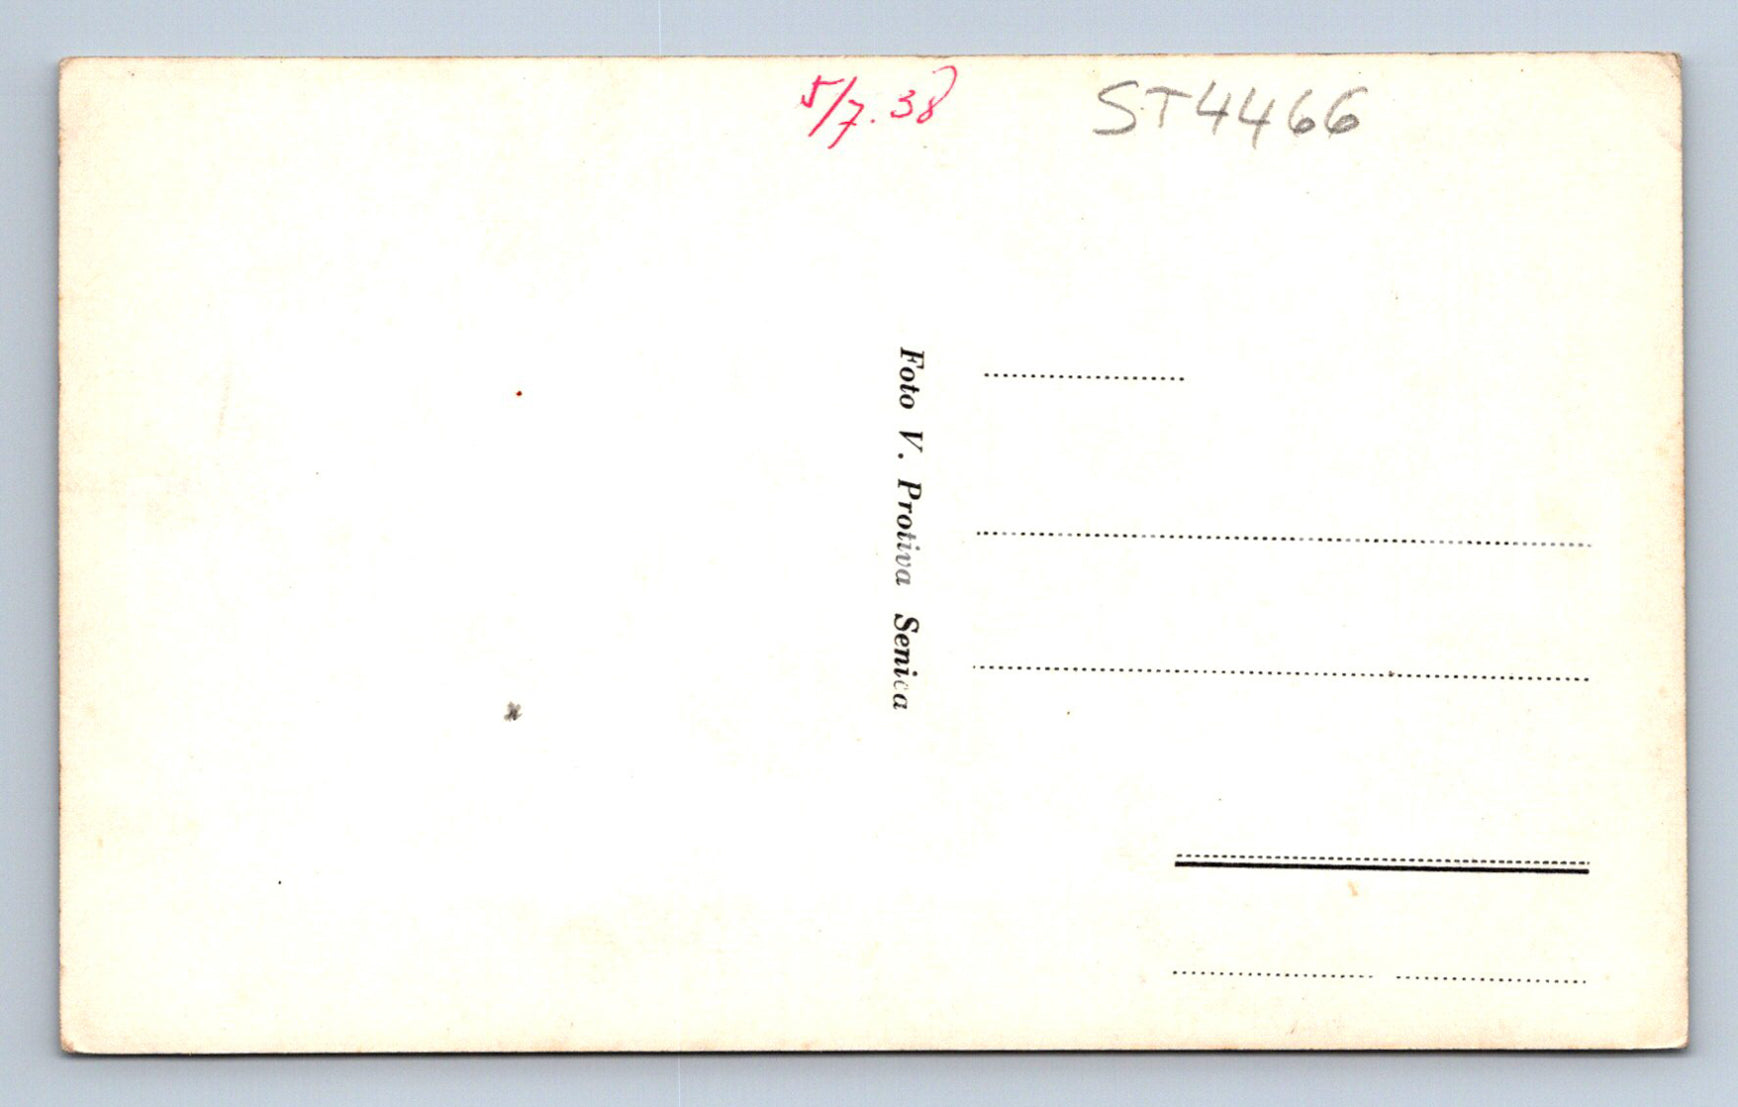 5/7. 38
ST4466
Foto V. Protiva Senica